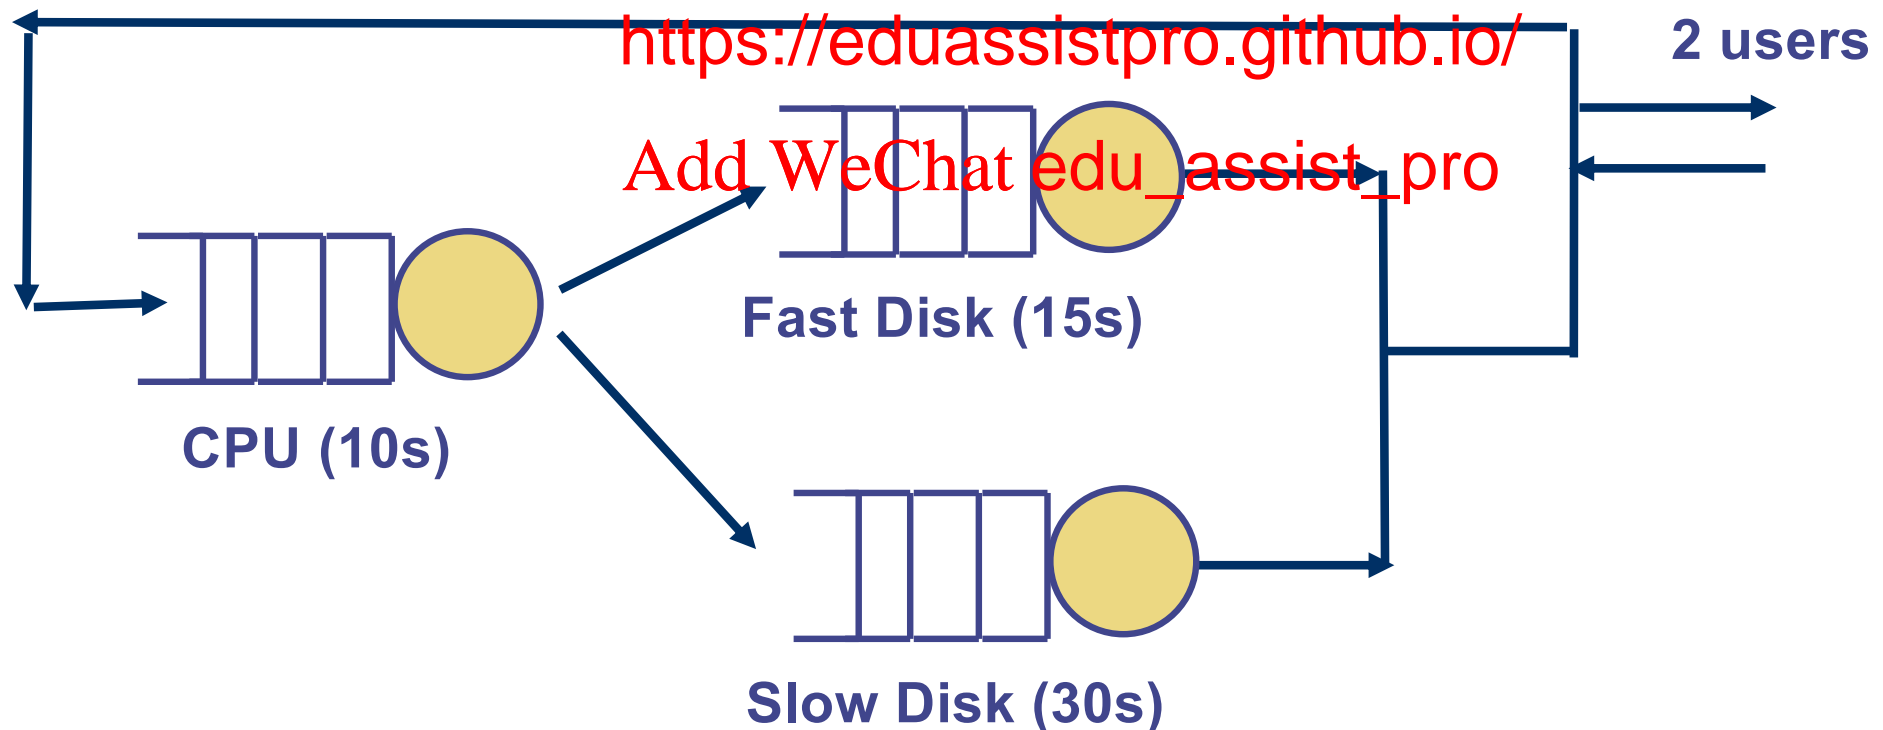 https://eduassistpro.github.io/
2 users
Add WeChat edu_assist_pro
Fast Disk (15s)
CPU (10s)
Slow Disk (30s)